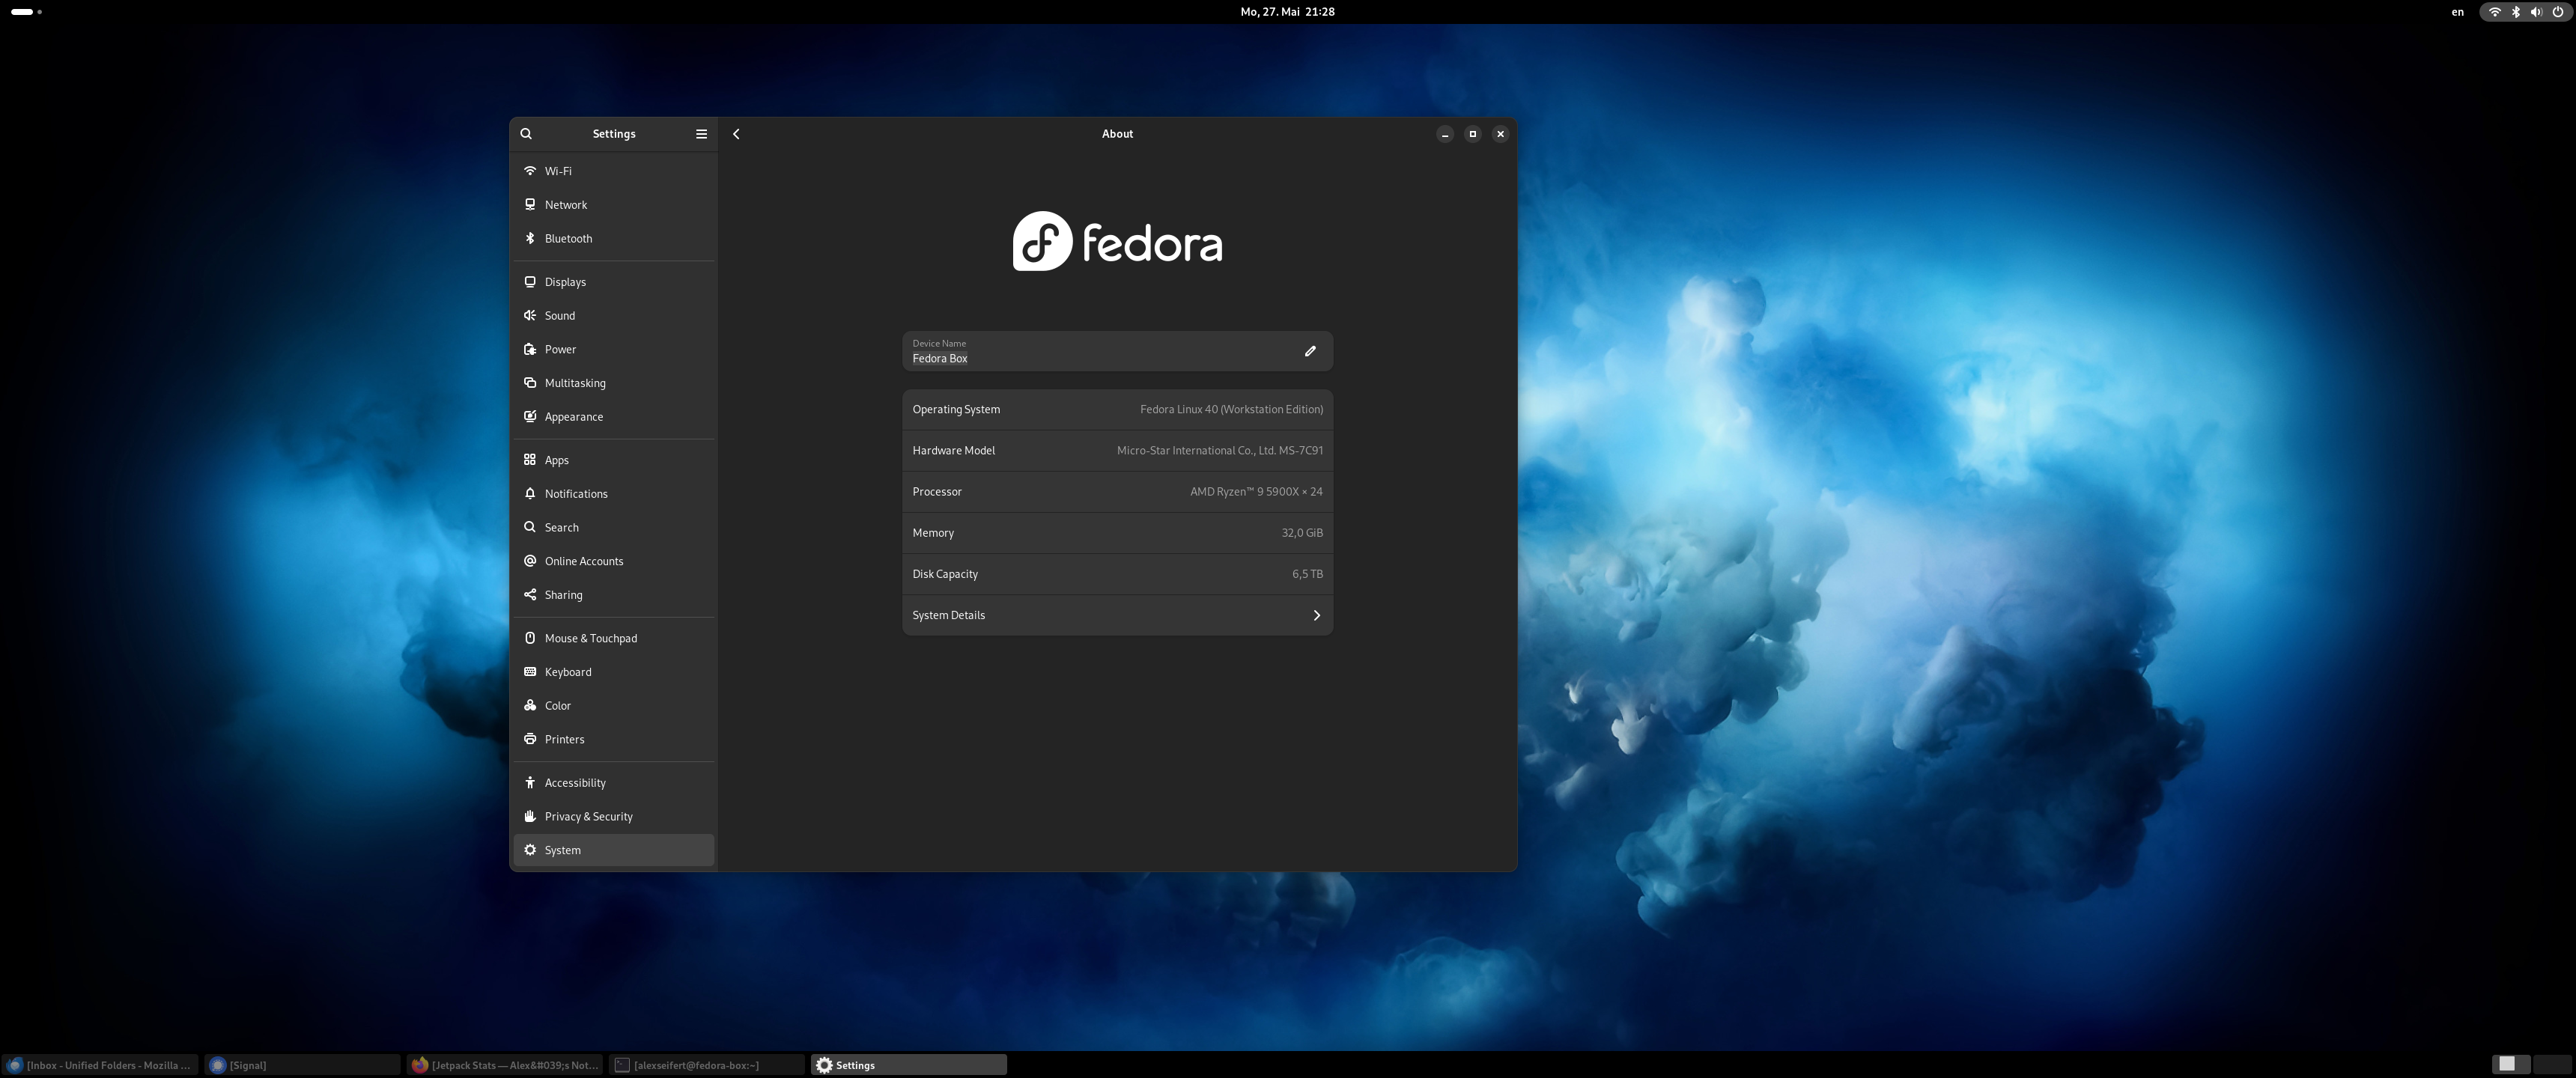 Mo, 27. Mai 21:28
en
Settings
About
Wi-Fi
Network
Bluetooth
Displays
Sound
Power
Multitasking
Appearance
Apps
Notifications
Search
Online Accounts
Sharing
Mouse & Touchpad
Keyboard
Color
Printers
Accessibility
Privacy & Security
System
fedora
Device Name
Fedora Box
Operating System Fedora Linux 40 (Workstation Edition)
Hardware Model Micro-Star International Co., Ltd. MS-7C91
Processor AMD Ryzen™ 9 5900X × 24
Memory 32,0 GiB
Disk Capacity 6,5 TB
System Details
[Inbox - Unified Folders - Mozilla ...
[Signal]
[Jetpack Stats — Alex&#039;s Not...
[alexseifert@fedora-box:~]
Settings